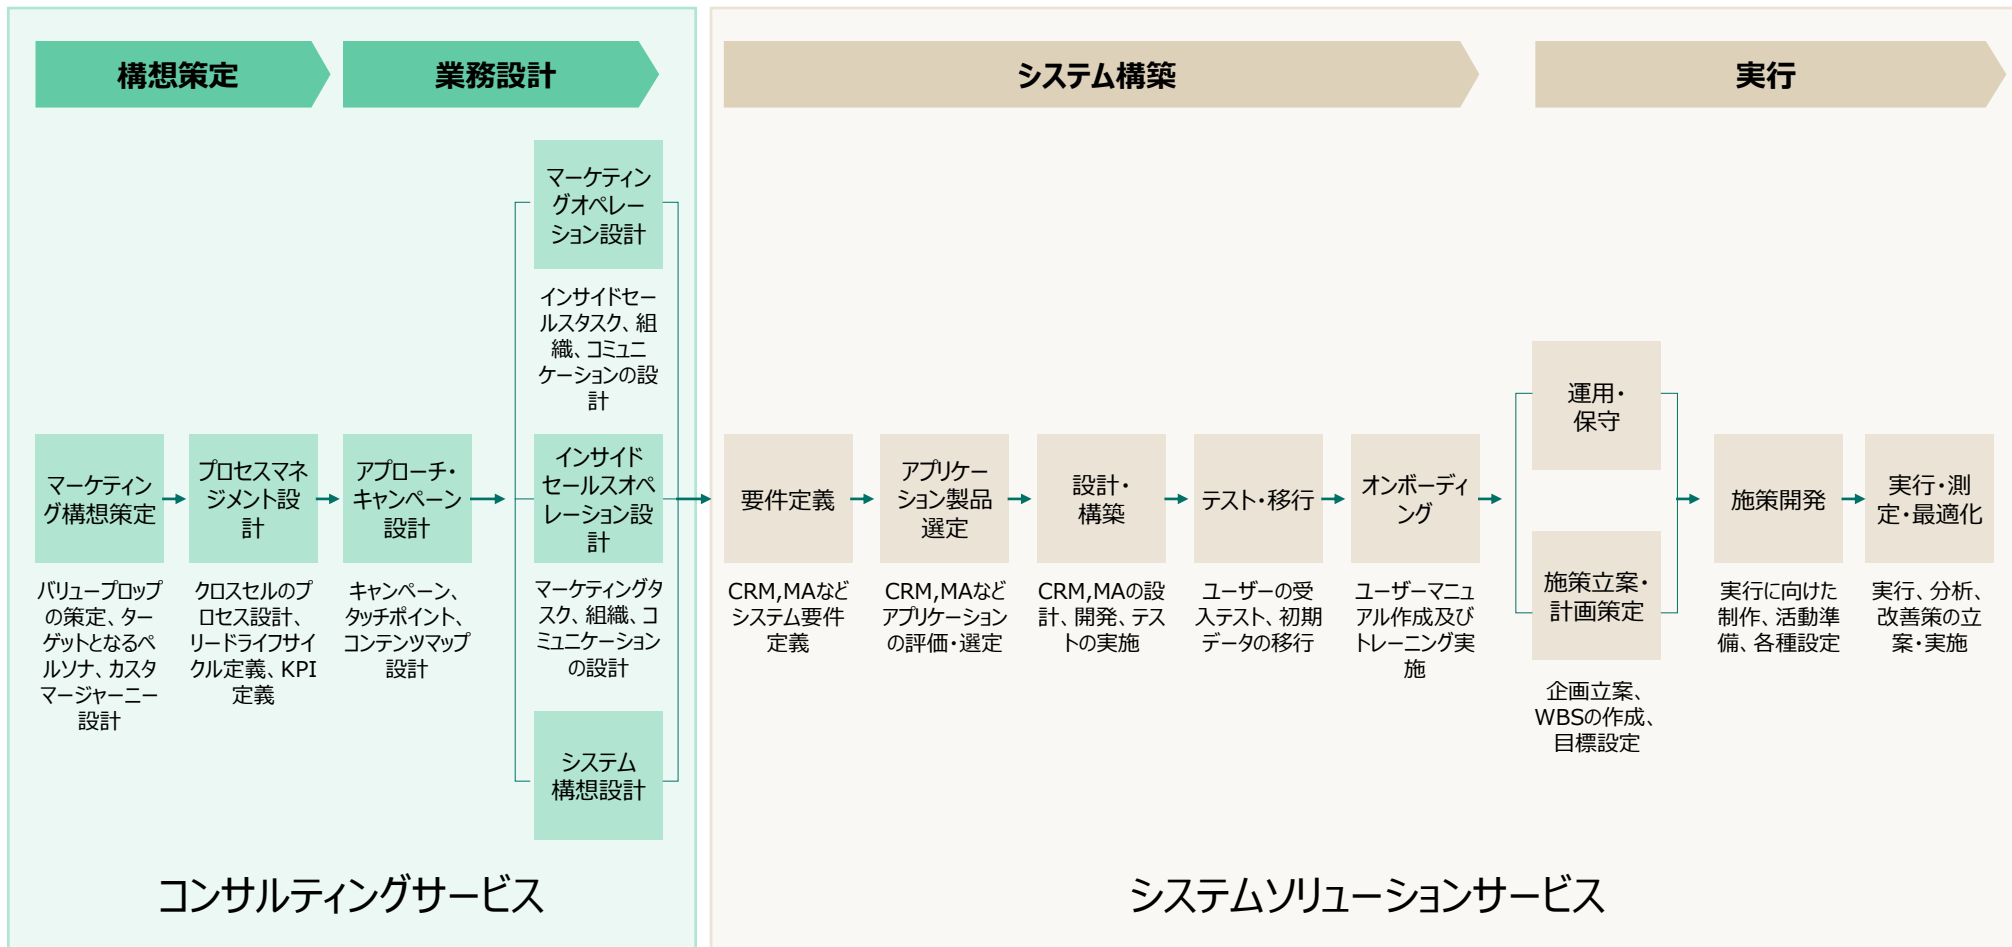 構想策定
業務設計
システム構築
実行
マーケティン
グオペレー
ション設計
インサイドセー
ルスタスク、組
織、コミュニ
ケーションの設
計
マーケティン
グ構想策定
バリュープロップ
の策定、ター
ゲットとなるペ
ルソナ、カスタ
マージャーニー
設計
プロセスマネ
ジメント設
計
クロスセルのプ
ロセス設計、
リードライフサイ
クル定義、KPI
定義
アプローチ・
キャンペーン
設計
キャンペーン、
タッチポイント、
コンテンツマップ
設計
インサイド
セールスオペ
レーション設
計
マーケティングタ
スク、組織、コ
ミュニケーション
の設計
システム
構想設計
要件定義
CRM,MAなど
システム要件
定義
アプリケー
ション製品
選定
CRM,MAなど
アプリケーション
の評価・選定
設計・
構築
CRM,MAの設
計、開発、テス
トの実施
テスト・移行
ユーザーの受
入テスト、初期
データの移行
オンボーディ
ング
ユーザーマニュ
アル作成及び
トレーニング実
施
運用・
保守
施策立案・
計画策定
企画立案、
WBSの作成、
目標設定
施策開発
実行に向けた
制作、活動準
備、各種設定
実行・測
定・最適化
実行、分析、
改善策の立
案・実施
コンサルティングサービス
システムソリューションサービス